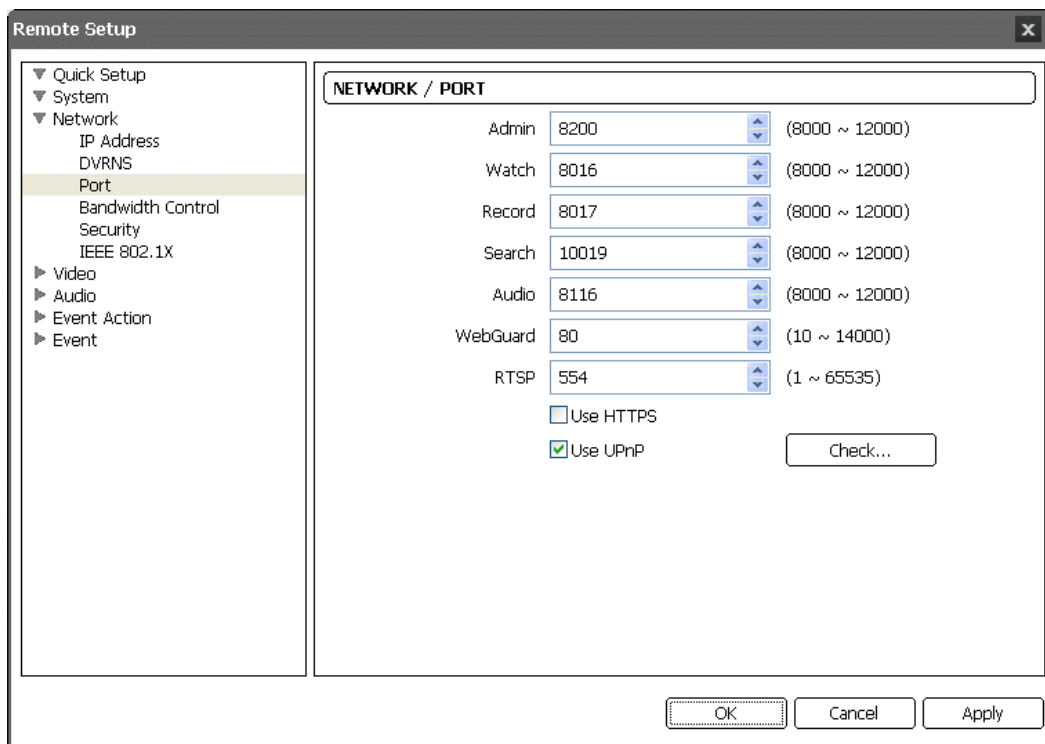 Remote Setup
x
Quick Setup
System
Network
IP Address
DVRNS
Port
Bandwidth Control
Security
IEEE 802.1X
Video
Audio
Event Action
Event
NETWORK / PORT
Admin 8200 (8000 ~ 12000)
Watch 8016 (8000 ~ 12000)
Record 8017 (8000 ~ 12000)
Search 10019 (8000 ~ 12000)
Audio 8116 (8000 ~ 12000)
WebGuard 80 (10 ~ 14000)
RTSP 554 (1 ~ 65535)
Use HTTPS
Use UPnP Check...
OK Cancel Apply